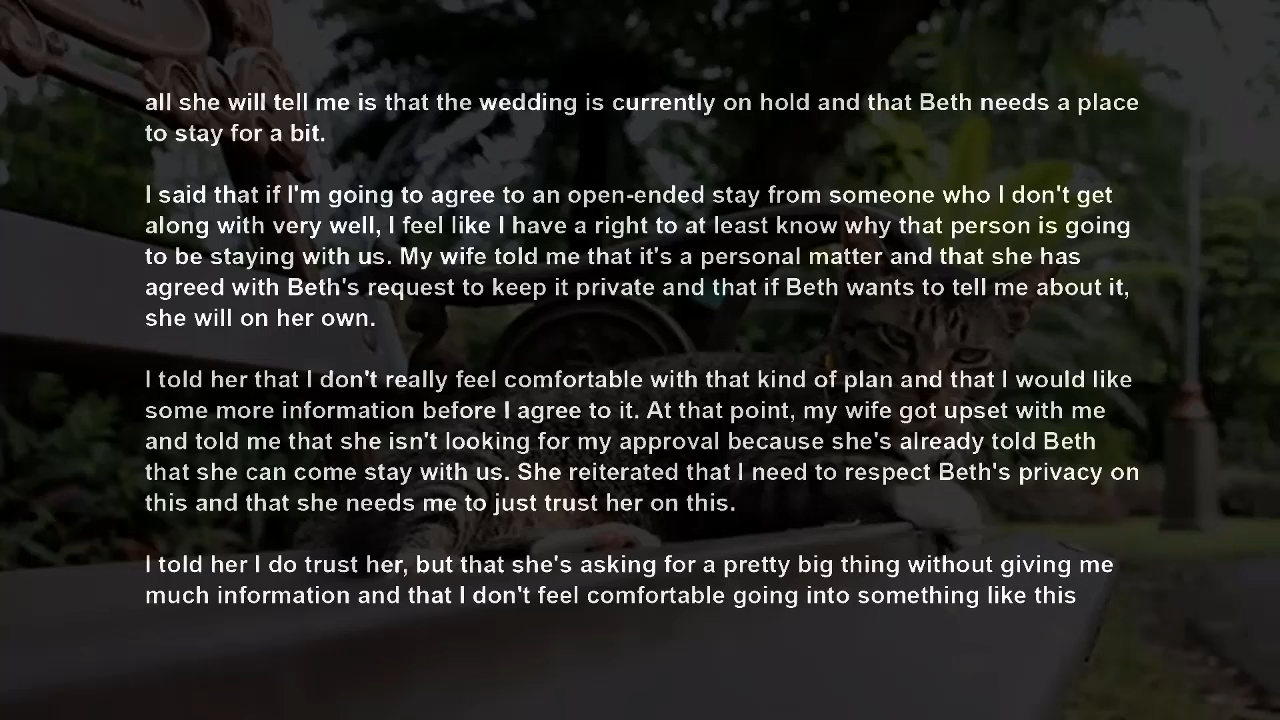 all she will tell me is that the wedding is currently on hold and that Beth needs a place
to stay for a bit.
I said that if I'm going to agree to an open-ended stay from someone who I don't get
along with very well, I feel like I have a right to at least know why that person is going
to be staying with us. My wife told me that it's a personal matter and that she has
agreed with Beth's request to keep it private and that if Beth wants to tell me about it,
she will on her own.
I told her that I don't really feel comfortable with that kind of plan and that I would like
some more information before I agree to it. At that point, my wife got upset with me
and told me that she isn't looking for my approval because she's already told Beth
that she can come stay with us. She reiterated that I need to respect Beth's privacy on
this and that she needs me to just trust her on this.
I told her I do trust her, but that she's asking for a pretty big thing without giving me
much information and that I don't feel comfortable going into something like this